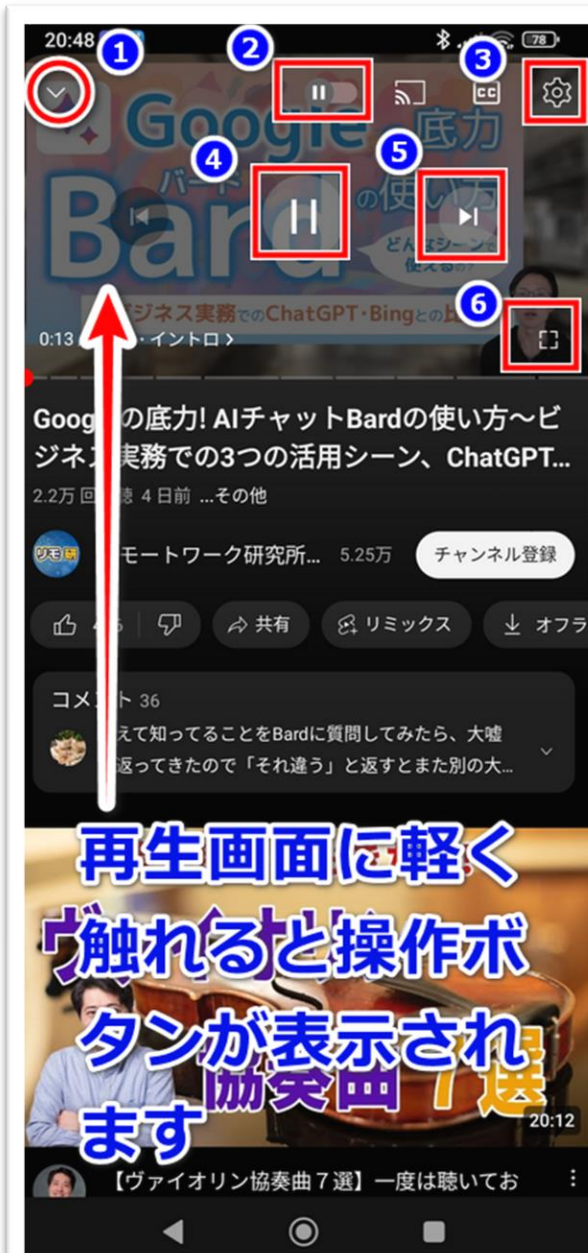 20:48
78
1
2
3
4
5
6
CC
Google 底力
バード
Bard の使い方
どんなシーンで
使えるの?
ビジネス実務でのChatGPT・Bingとの
0:13 ・イントロ
Googの底力! AIチャットBardの使い方〜ビ
ジネ実務での3つの活用シーン、ChatGPT...
2.2万 回 聴 4 日前 ...その他
リモ研
モートワーク研究所... 5.25万 チャンネル登録
共有 リミックス オフラ
コメント 36
えて知ってることをBardに質問してみたら、大嘘
返ってきたので「それ違う」と返すとまた別の大...
再生画面に軽く
触れると操作ボ
タンが表示され
ます
協奏曲 7選
20:12
【ヴァイオリン協奏曲7選】一度は聴いてお